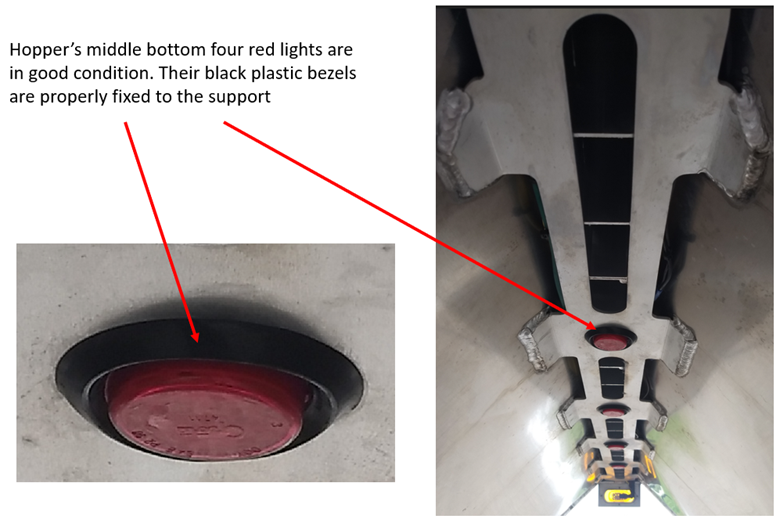 Hopper's middle bottom four red lights are
in good condition. Their black plastic bezels
are properly fixed to the support